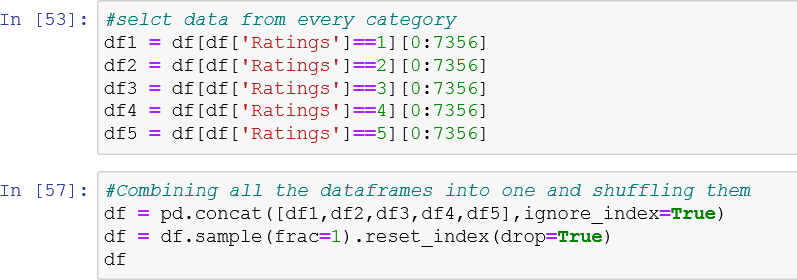 In [53]: #selct data from every category
df1 = df[df['Ratings']==1][0:7356]
df2 = df[df['Ratings']==2][0:7356]
df3 = df[df['Ratings']==3][0:7356]
df4 = df[df['Ratings']==4][0:7356]
df5 = df[df['Ratings']==5][0:7356]
In [57]: #Combining all the dataframes into one and shuffling them
df = pd.concat([df1,df2,df3,df4,df5],ignore_index=True)
df = df.sample(frac=1).reset_index(drop=True)
df